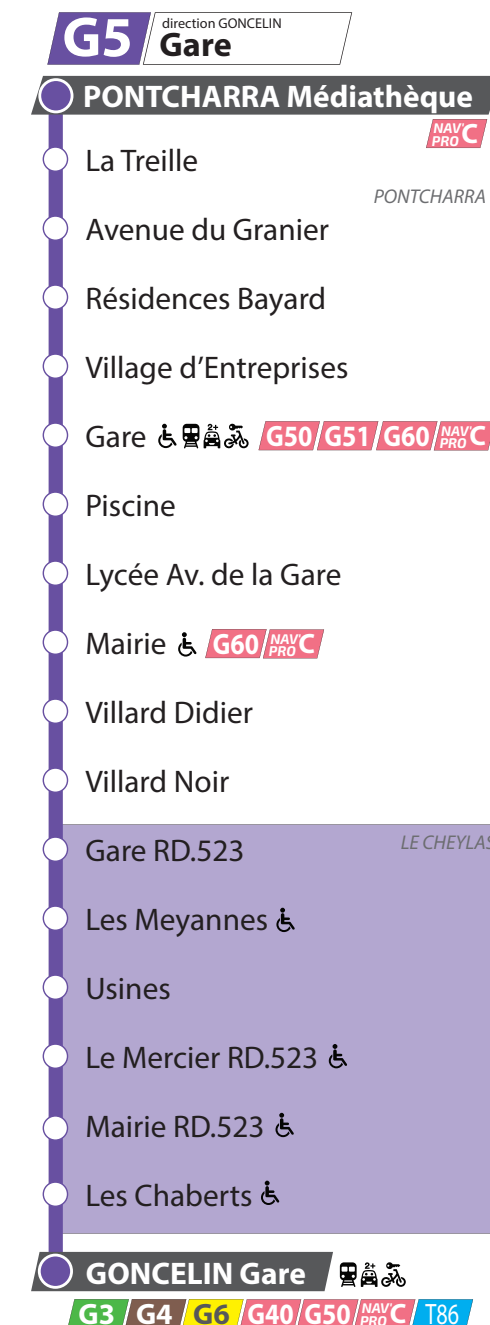 G5 direction GONCELIN
Gare
PONTCHARRA Médiathèque
NAV'C PRO
La Treille
PONTCHARRA
Avenue du Granier
Résidences Bayard
Village d'Entreprises
Gare 2+ G50 G51 G60 NAV'C PRO
Piscine
Lycée Av. de la Gare
Mairie G60 NAV'C PRO
Villard Didier
Villard Noir
Gare RD.523 LE CHEYLAS
Les Meyannes
Usines
Le Mercier RD.523
Mairie RD.523
Les Chaberts
GONCELIN Gare 2+
G3 G4 G6 G40 G50 NAV'C PRO T86